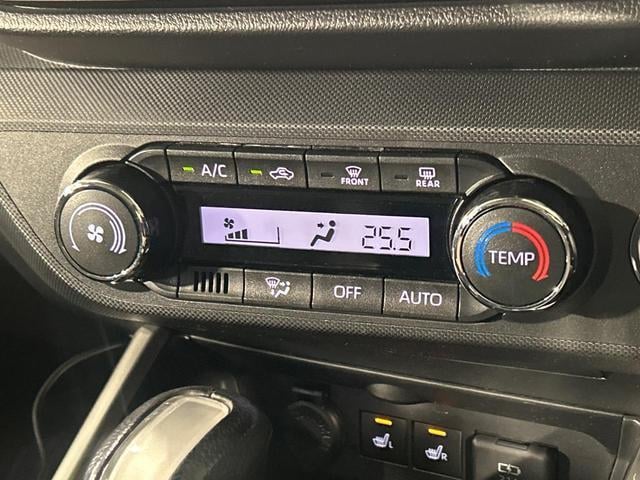 A/C
FRONT
REAR
25.5
TEMP
OFF
AUTO
L
R